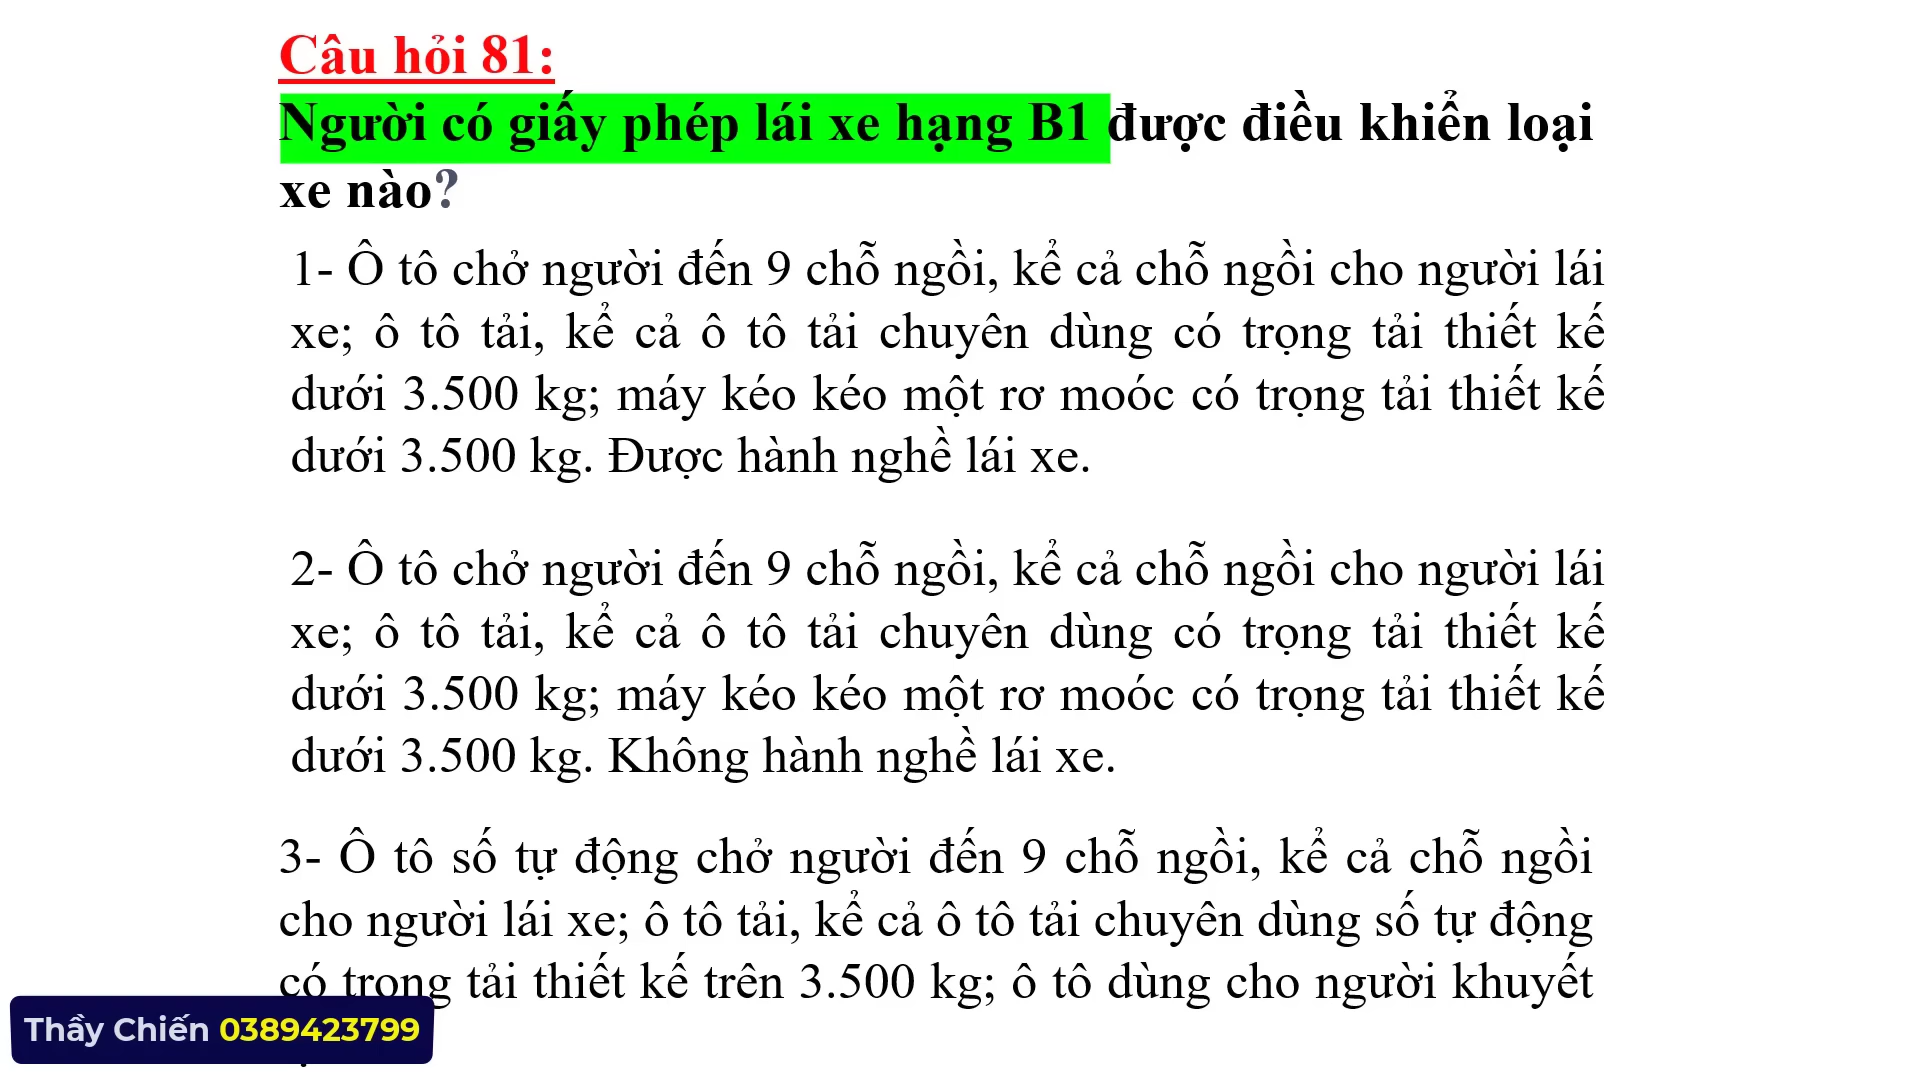 Câu hỏi 81:
Người có giấy phép lái xe hạng B1 được điều khiển loại
xe nào?
1- Ô tô chở người đến 9 chỗ ngồi, kể cả chỗ ngồi cho người lái
xe; ô tô tải, kể cả ô tô tải chuyên dùng có trọng tải thiết kế
dưới 3.500 kg; máy kéo kéo một rơ moóc có trọng tải thiết kế
dưới 3.500 kg. Được hành nghề lái xe.
2- Ô tô chở người đến 9 chỗ ngồi, kể cả chỗ ngồi cho người lái
xe; ô tô tải, kể cả ô tô tải chuyên dùng có trọng tải thiết kế
dưới 3.500 kg; máy kéo kéo một rơ moóc có trọng tải thiết kế
dưới 3.500 kg. Không hành nghề lái xe.
3- Ô tô số tự động chở người đến 9 chỗ ngồi, kể cả chỗ ngồi
cho người lái xe; ô tô tải, kể cả ô tô tải chuyên dùng số tự động
có trọng tải thiết kế trên 3.500 kg; ô tô dùng cho người khuyết
Thầy Chiến 0389423799